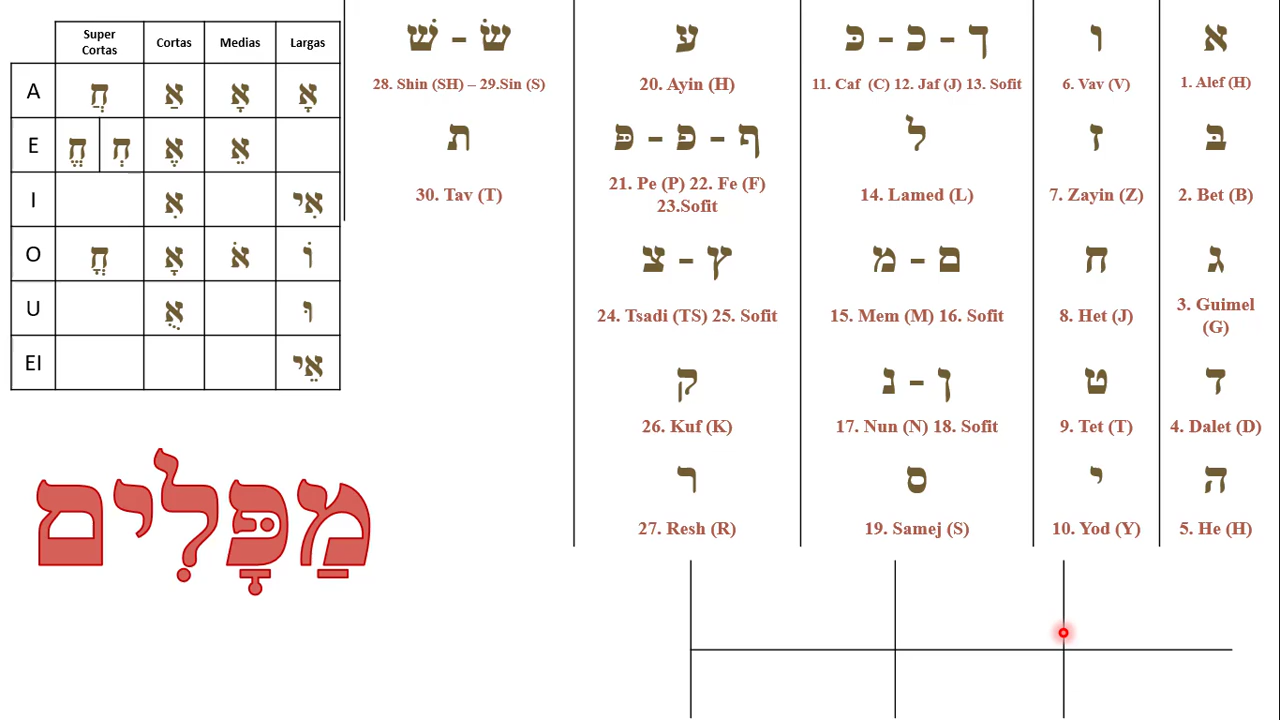 Super Cortas Cortas Medias Largas
A חֲ אַ אָ אָ
E חֱ חְ אֶ אֵ
I אִ אִי
O חֳ אָ אֹ וֹ
U אֻ וּ
EI אֵי
שׁ - שׂ
28. Shin (SH) – 29.Sin (S)
ת
30. Tav (T)
ע
20. Ayin (H)
ף - פּ - פּ
21. Pe (P) 22. Fe (F)
23.Sofit
ץ - צ
24. Tsadi (TS) 25. Sofit
ק
26. Kuf (K)
ר
27. Resh (R)
ך - כ - כּ
11. Caf (C) 12. Jaf (J) 13. Sofit
ל
14. Lamed (L)
מ - ם
15. Mem (M) 16. Sofit
ן - נ
17. Nun (N) 18. Sofit
ס
19. Samej (S)
ו
6. Vav (V)
ז
7. Zayin (Z)
ח
8. Het (J)
ט
9. Tet (T)
י
10. Yod (Y)
א
1. Alef (H)
בּ
2. Bet (B)
ג
3. Guimel
(G)
ד
4. Dalet (D)
ה
5. He (H)
מַפָּלִים